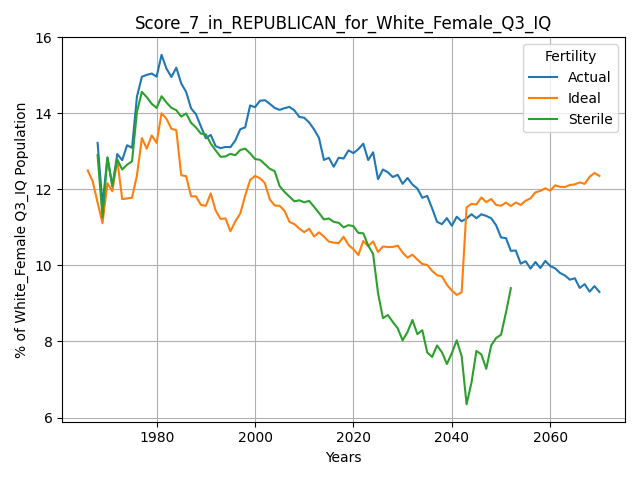 Score_7_in_REPUBLICAN_for_White_Female_Q3_IQ
% of White_Female Q3_IQ Population
16
14
12
10
8
6
Fertility
Actual
Ideal
Sterile
1980
2000
2020
2040
2060
Years